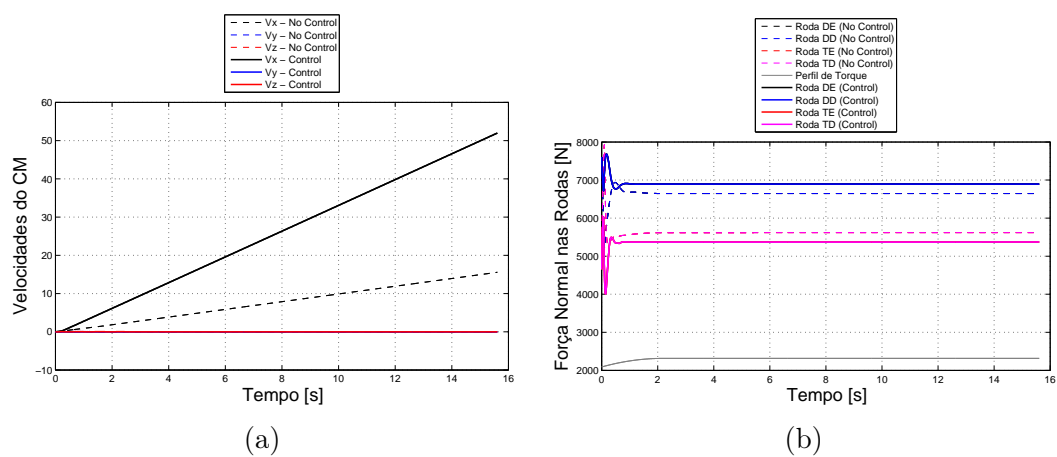 Vx – No Control
Vy – No Control
Vz – No Control
Vx – Control
Vy – Control
Vz – Control
60
50
40
30
20
10
0
−10
0 2 4 6 8 10 12 14 16
Velocidades do CM
Tempo [s]
(a)
Roda DE (No Control)
Roda DD (No Control)
Roda TE (No Control)
Roda TD (No Control)
Perfil de Torque
Roda DE (Control)
Roda DD (Control)
Roda TE (Control)
Roda TD (Control)
8000
7000
6000
5000
4000
3000
2000
0 2 4 6 8 10 12 14 16
Força Normal nas Rodas [N]
Tempo [s]
(b)